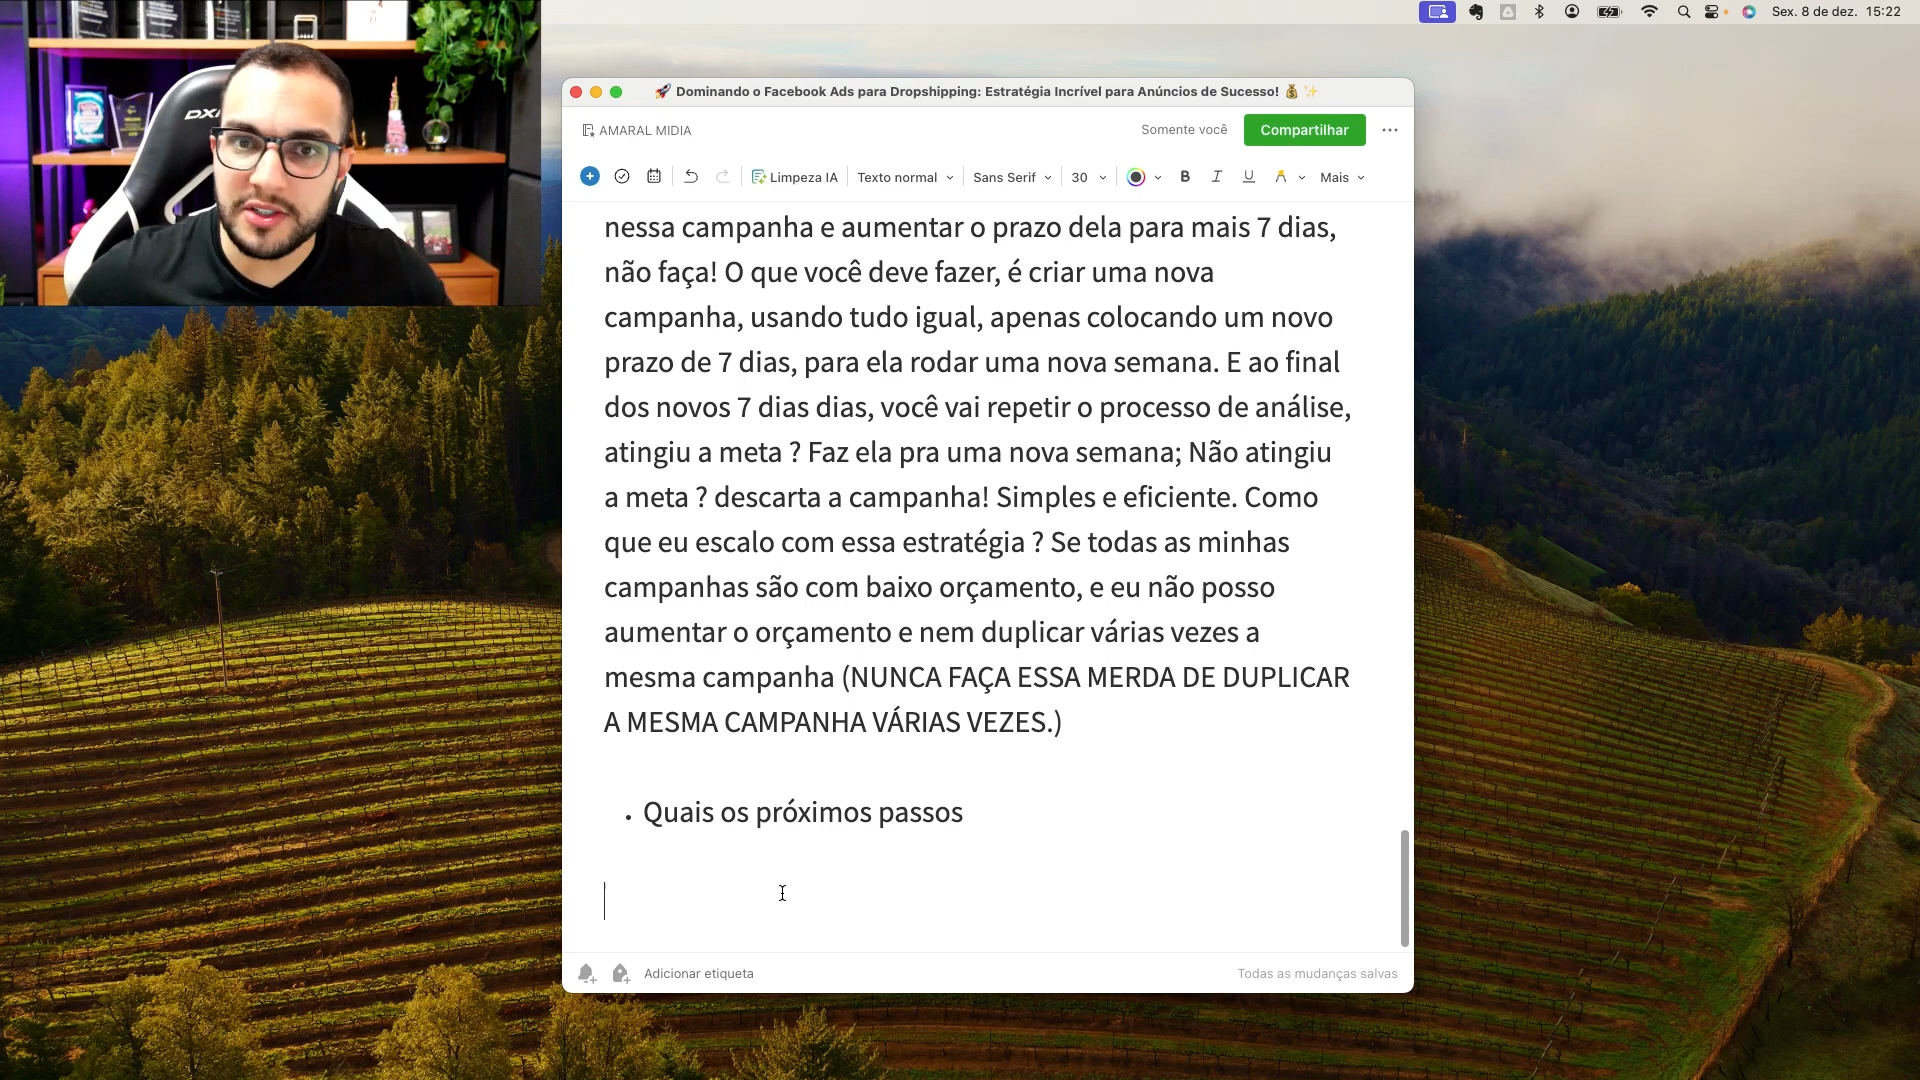 Sex. 8 de dez. 15:22
🚀 Dominando o Facebook Ads para Dropshipping: Estratégia Incrível para Anúncios de Sucesso! 💰 ✨
AMARAL MIDIA
Somente você
Compartilhar
Limpeza IA
Texto normal
Sans Serif
30
B
I
U
Mais
nessa campanha e aumentar o prazo dela para mais 7 dias,
não faça! O que você deve fazer, é criar uma nova
campanha, usando tudo igual, apenas colocando um novo
prazo de 7 dias, para ela rodar uma nova semana. E ao final
dos novos 7 dias dias, você vai repetir o processo de análise,
atingiu a meta ? Faz ela pra uma nova semana; Não atingiu
a meta ? descarta a campanha! Simples e eficiente. Como
que eu escalo com essa estratégia ? Se todas as minhas
campanhas são com baixo orçamento, e eu não posso
aumentar o orçamento e nem duplicar várias vezes a
mesma campanha (NUNCA FAÇA ESSA MERDA DE DUPLICAR
A MESMA CAMPANHA VÁRIAS VEZES.)
• Quais os próximos passos
Adicionar etiqueta
Todas as mudanças salvas